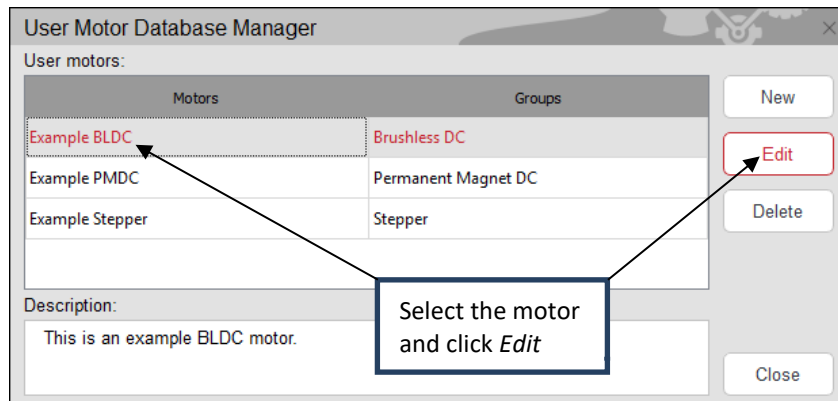 User Motor Database Manager
User motors:
Motors Groups New
Example BLDC Brushless DC Edit
Example PMDC Permanent Magnet DC
Example Stepper Stepper Delete
Select the motor
and click Edit
Description:
This is an example BLDC motor.
Close